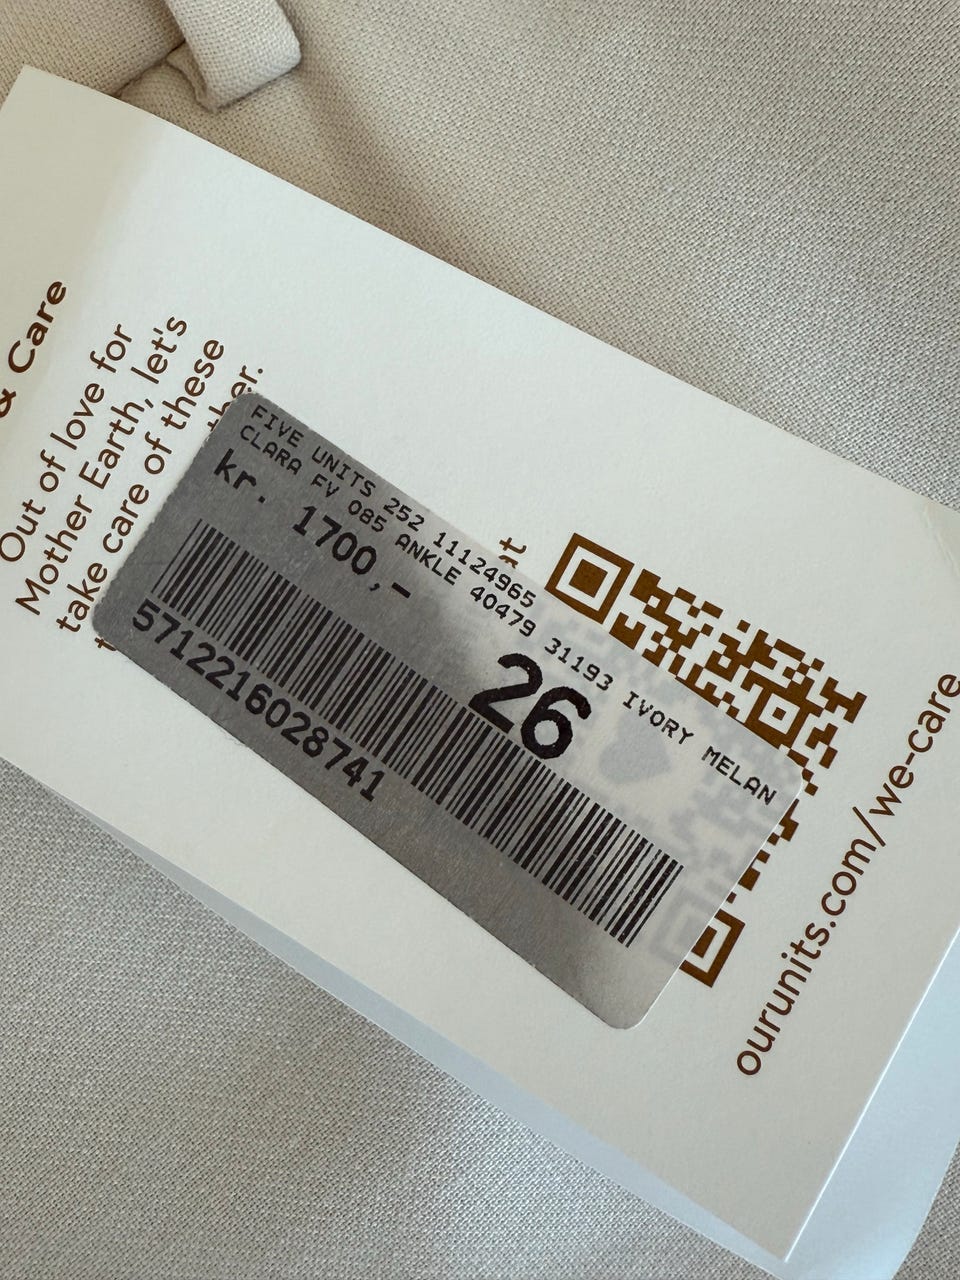 & Care
Out of love for
Mother Earth, let's
take care of these
FIVE UNITS 252 11124965
CLARA FV 085 ANKLE 40479 31193 IVORY MELAN
kr. 1700,-
26
5712216028741
ourunits.com/we-care